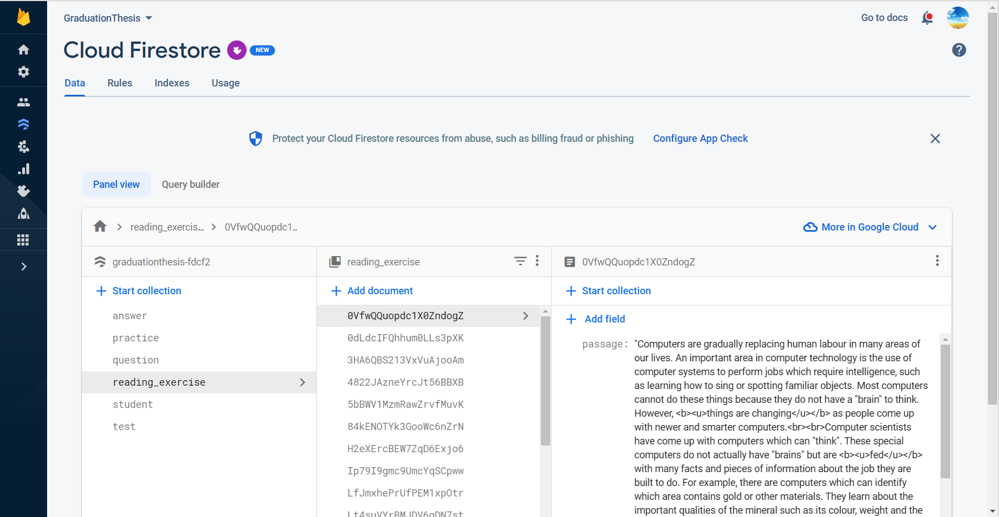 GraduationThesis
Go to docs
Cloud Firestore
NEW
Data Rules Indexes Usage
Protect your Cloud Firestore resources from abuse, such as billing fraud or phishing Configure App Check
Panel view Query builder
reading_exercis... > 0VfwQQuopdc1..
More in Google Cloud
graduationthesis-fdcf2
Start collection
answer
practice
question
reading_exercise
student
test
reading_exercise
Add document
0VfwQQuopdc1X0ZndogZ
0dLdcIFQhhum0LLs3pXK
3HA6QBS213VxVuAjooAm
4822JAzneYrcJt56BBXB
5bBWV1MzmRawZrvfMuvK
84kENOTYk3GooWc6nZrN
H2eXErcBEW7ZqD6Exjo6
Ip79I9gmc9UmcYqSCpww
LfJmxhePrUfPEM1xpOtr
0VfwQQuopdc1X0ZndogZ
Start collection
Add field
passage: "Computers are gradually replacing human labour in many areas of
our lives. An important area in computer technology is the use of
computer systems to perform jobs which require intelligence, such
as learning how to sing or spotting familiar objects. Most computers
cannot do these things because they do not have a "brain" to think.
However, <b><u>things are changing</u></b> as people come up
with newer and smarter computers.<br><br>Computer scientists
have come up with computers which can "think". These special
computers do not actually have "brains" but are <b><u>fed</u></b>
with many facts and pieces of information about the job they are
built to do. For example, there are computers which can identify
which area contains gold or other materials. They learn about the
important qualities of the mineral such as its colour, weight and the